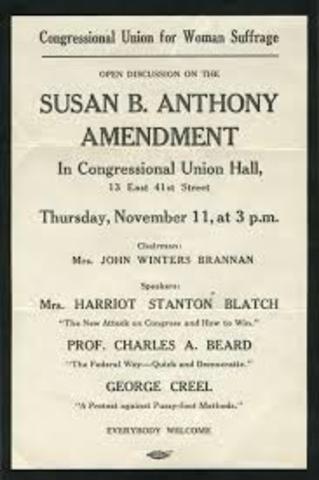 Congressional Union for Woman Suffrage
OPEN DISCUSSION ON THE
SUSAN B. ANTHONY
AMENDMENT
In Congressional Union Hall,
13 East 41st Street
Thursday, November 11, at 3 p.m.
Chairman:
Mrs. JOHN WINTERS BRANNAN
Speakers:
Mrs. HARRIOT STANTON BLATCH
"The New Attack on Congress and How to Win."
PROF. CHARLES A. BEARD
"The Federal Way—Quick and Democratic."
GEORGE CREEL
"A Protest against Pussy-foot Methods."
EVERYBODY WELCOME